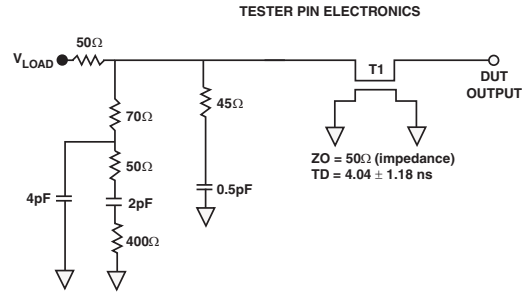 TESTER PIN ELECTRONICS
50Ω
VLOAD
T1
DUT
OUTPUT
70Ω
45Ω
50Ω
ZO = 50Ω (impedance)
TD = 4.04 ± 1.18 ns
4pF
2pF
0.5pF
400Ω